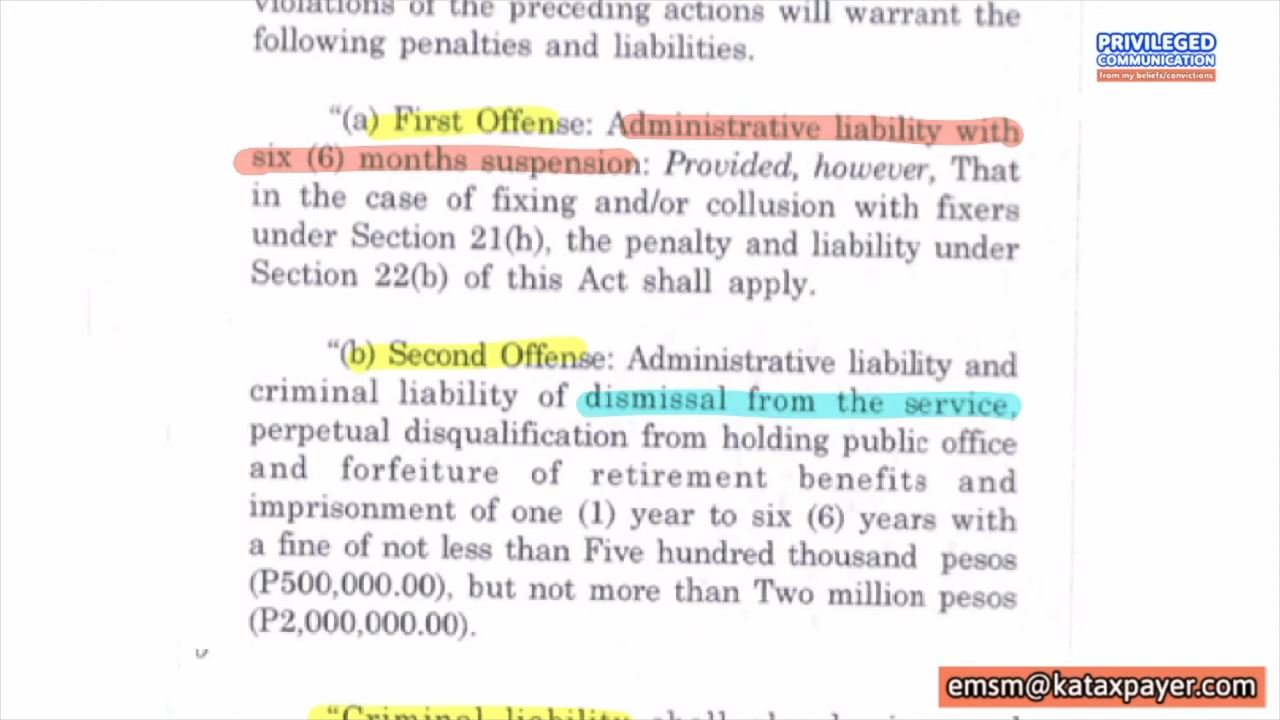 violations of the preceding actions will warrant the
following penalties and liabilities.
PRIVILEGED
COMMUNICATION
from my beliefs/convictions
"(a) First Offense: Administrative liability with
six (6) months suspension: Provided, however, That
in the case of fixing and/or collusion with fixers
under Section 21(h), the penalty and liability under
Section 22(b) of this Act shall apply.
"(b) Second Offense: Administrative liability and
criminal liability of dismissal from the service,
perpetual disqualification from holding public office
and forfeiture of retirement benefits and
imprisonment of one (1) year to six (6) years with
a fine of not less than Five hundred thousand pesos
(P500,000.00), but not more than Two million pesos
(P2,000,000.00).
emsm@kataxpayer.com
"Criminal liability shall also